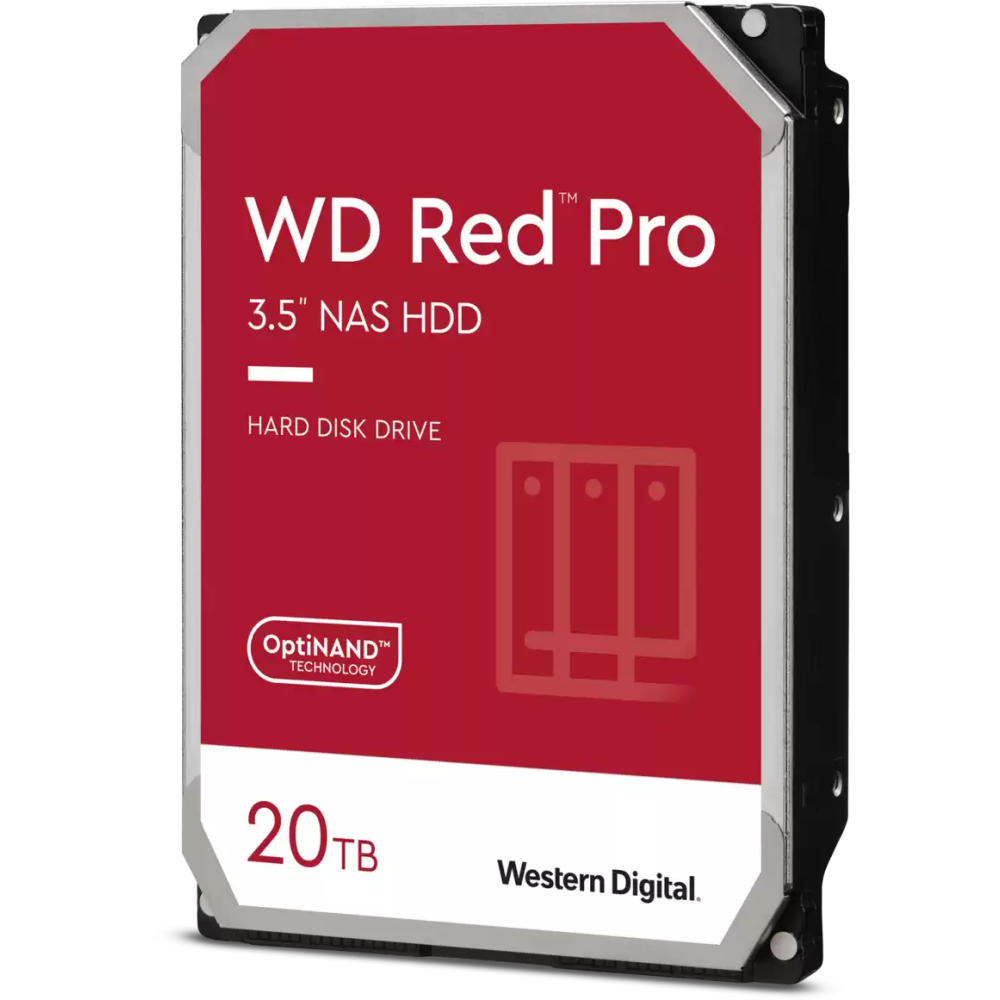 WD Red™ Pro
3.5" NAS HDD
HARD DISK DRIVE
OptiNAND™
TECHNOLOGY
20TB
Western Digital.